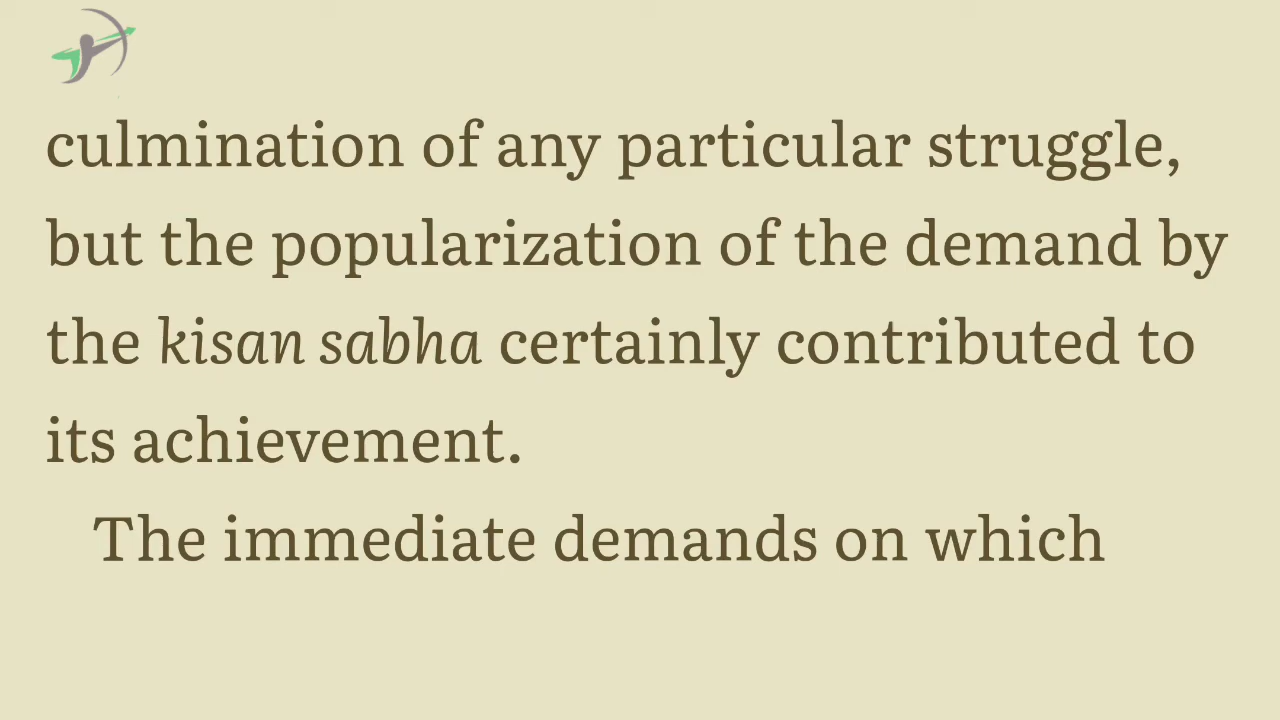 culmination of any particular struggle,
but the popularization of the demand by
the kisan sabha certainly contributed to
its achievement.
The immediate demands on which